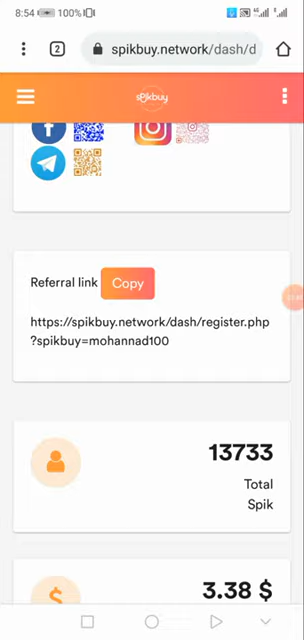 8:54
100%
2
spikbuy.network/dash/d
spikbuy
Referral link
Copy
https://spikbuy.network/dash/register.php
?spikbuy=mohannad100
13733
Total
Spik
3.38 $